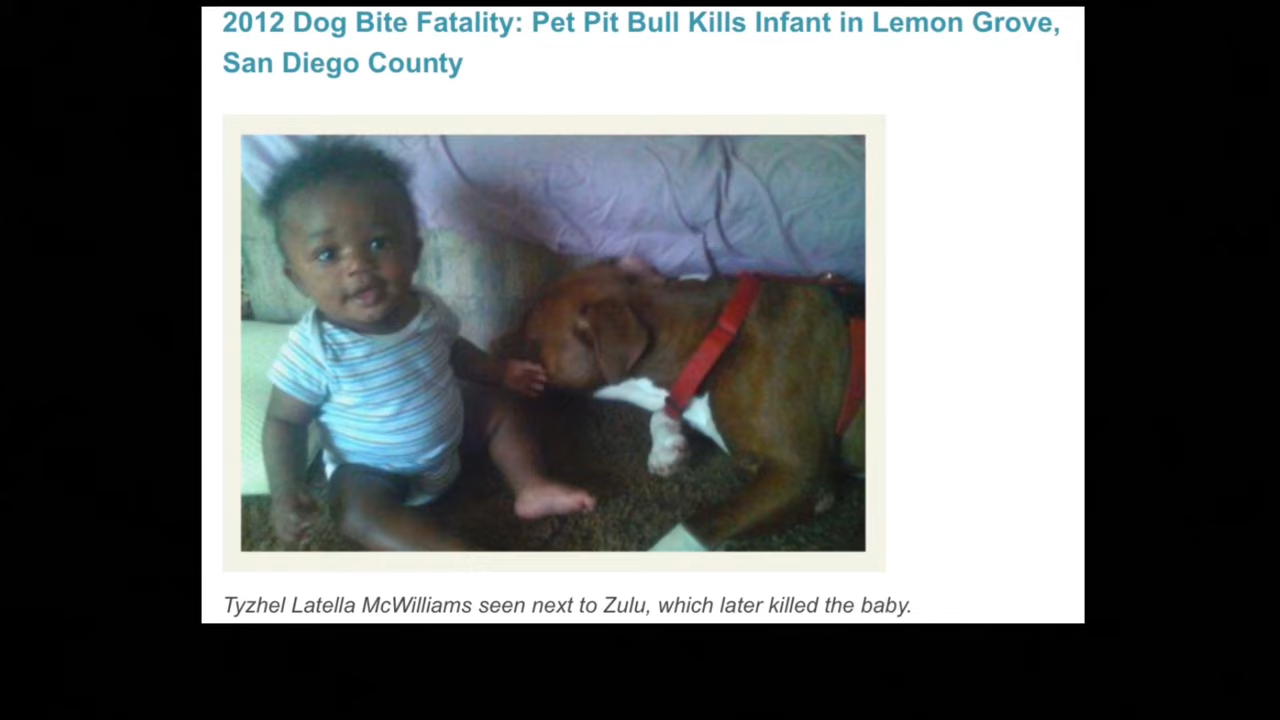 2012 Dog Bite Fatality: Pet Pit Bull Kills Infant in Lemon Grove,
San Diego County
Tyzhel Latella McWilliams seen next to Zulu, which later killed the baby.